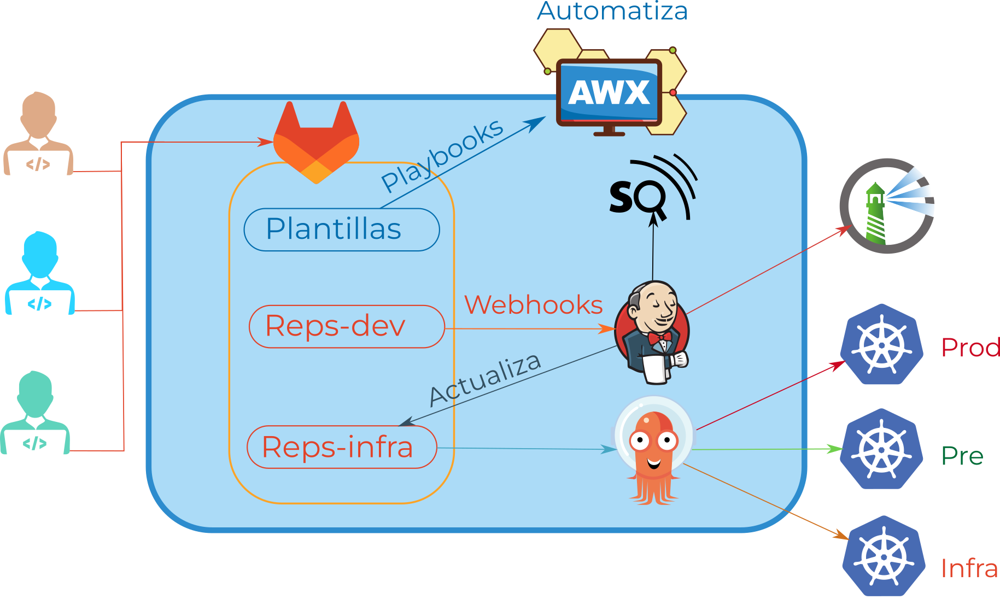 Automatiza
AWX
Playbooks
Plantillas
SQ
Webhooks
Reps-dev
Actualiza
Reps-infra
Prod
Pre
Infra
</>
</>
</>